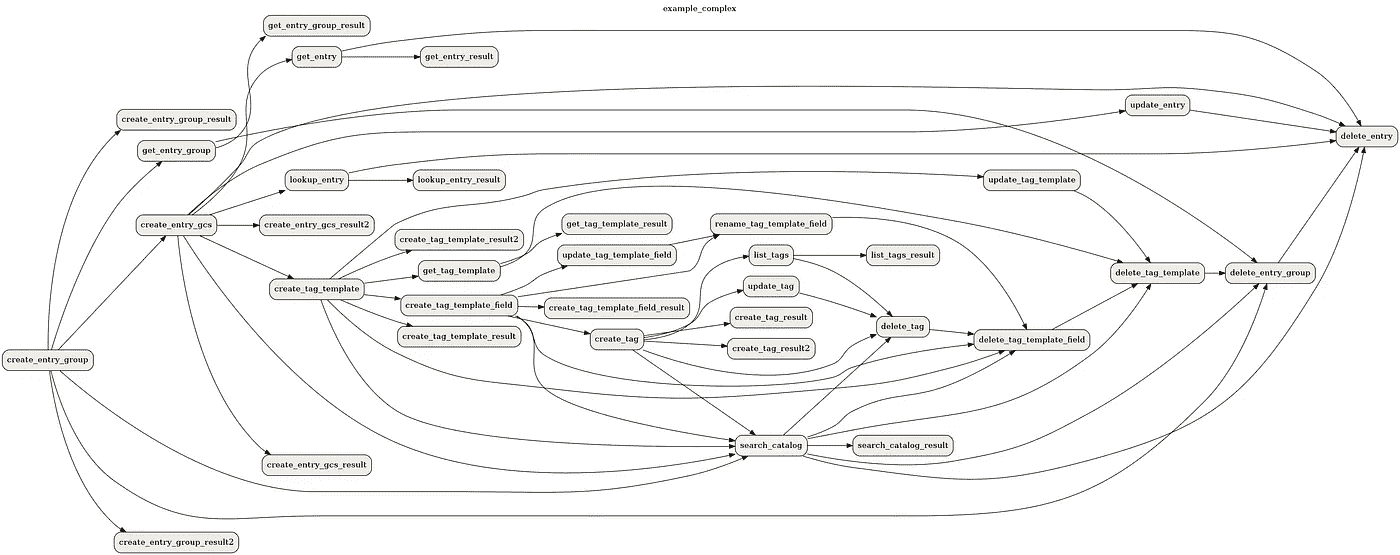 example_complex
get_entry_group_result
get_entry
get_entry_result
create_entry_group_result
update_entry
delete_entry
get_entry_group
lookup_entry
lookup_entry_result
update_tag_template
create_entry_gcs
create_entry_gcs_result2
get_tag_template_result
rename_tag_template_field
create_tag_template_result2
update_tag_template_field
list_tags
list_tags_result
get_tag_template
delete_tag_template
delete_entry_group
create_tag_template
update_tag
create_tag_template_field
create_tag_template_field_result
create_tag_result
delete_tag
create_tag_template_result
create_tag
delete_tag_template_field
create_tag_result2
create_entry_group
search_catalog
search_catalog_result
create_entry_gcs_result
create_entry_group_result2